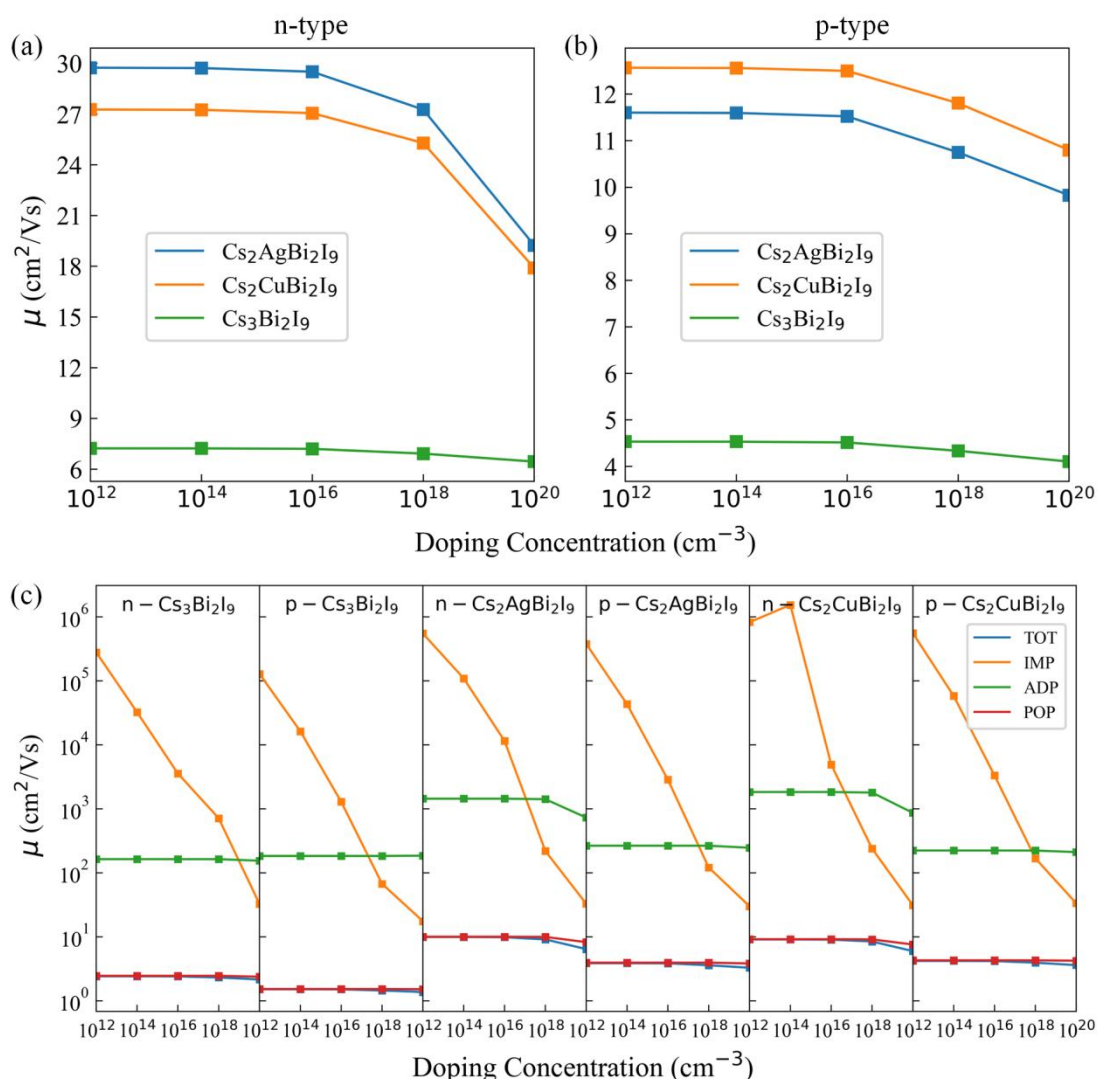 (a) n-type
30
27
24
21
18
15
12
9
6
μ (cm²/Vs)
Cs₂AgBi₂I₉
Cs₂CuBi₂I₉
Cs₃Bi₂I₉
10¹² 10¹⁴ 10¹⁶ 10¹⁸ 10²⁰
(b) p-type
12
11
10
9
8
7
6
5
4
Cs₂AgBi₂I₉
Cs₂CuBi₂I₉
Cs₃Bi₂I₉
10¹² 10¹⁴ 10¹⁶ 10¹⁸ 10²⁰
Doping Concentration (cm⁻³)
(c)
n − Cs₃Bi₂I₉ p − Cs₃Bi₂I₉ n − Cs₂AgBi₂I₉ p − Cs₂AgBi₂I₉ n − Cs₂CuBi₂I₉ p − Cs₂CuBi₂I₉
TOT
IMP
ADP
POP
10⁶
10⁵
10⁴
10³
10²
10¹
10⁰
μ (cm²/Vs)
10¹² 10¹⁴ 10¹⁶ 10¹⁸ 10¹² 10¹⁴ 10¹⁶ 10¹⁸ 10¹² 10¹⁴ 10¹⁶ 10¹⁸ 10¹² 10¹⁴ 10¹⁶ 10¹⁸ 10¹² 10¹⁴ 10¹⁶ 10¹⁸ 10¹² 10¹⁴ 10¹⁶ 10¹⁸ 10²⁰
Doping Concentration (cm⁻³)